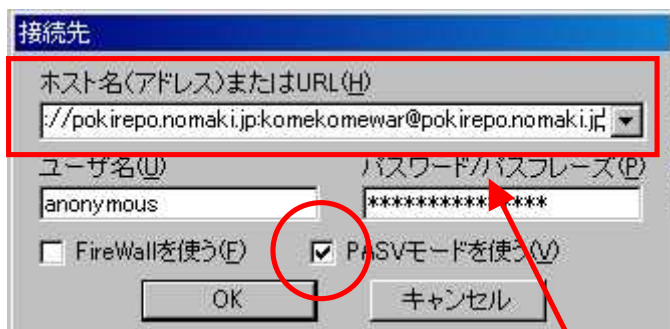 接続先
ホスト名(アドレス)またはURL(H)
://pokirepo.nomaki.jp:komekomewar@pokirepo.nomaki.jp
ユーザ名(U)
パスワード/パスフレーズ(P)
anonymous
****************
FireWallを使う(F)
PASVモードを使う(V)
OK
キャンセル